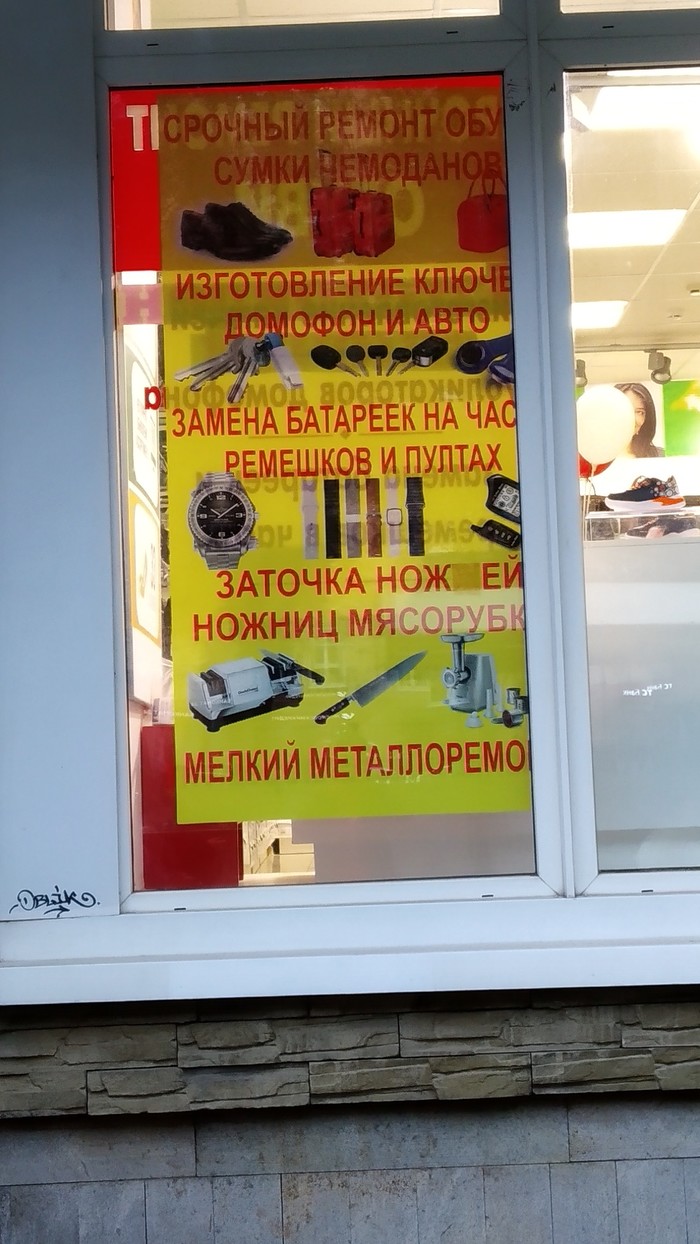 СРОЧНЫЙ РЕМОНТ ОБУ
СУМКИ ЧЕМОДАНОВ
ИЗГОТОВЛЕНИЕ КЛЮЧЕ
ДОМОФОН И АВТО
ЗАМЕНА БАТАРЕЕК НА ЧАС
РЕМЕШКОВ И ПУЛТАХ
ЗАТОЧКА НОЖ ЕЙ
НОЖНИЦ МЯСОРУБК
МЕЛКИЙ МЕТАЛЛОРЕМО